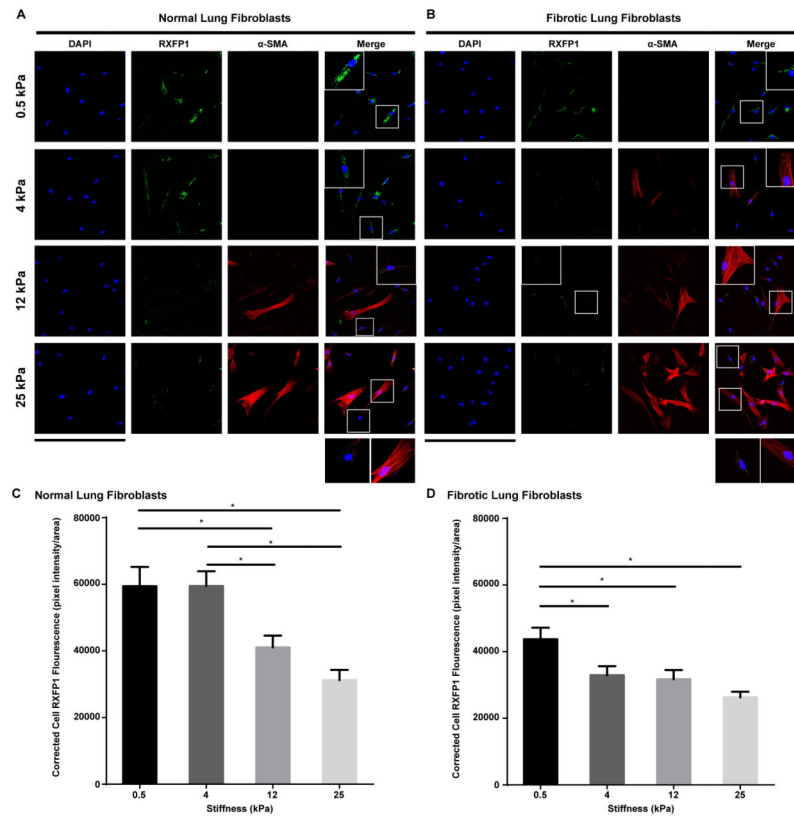 A Normal Lung Fibroblasts
DAPI RXFP1 α-SMA Merge
0.5 kPa
4 kPa
12 kPa
25 kPa
B Fibrotic Lung Fibroblasts
DAPI RXFP1 α-SMA Merge
C Normal Lung Fibroblasts
Corrected Cell RXFP1 Flourescence (pixel intensity/area)
80000
60000
40000
20000
0
*
*
*
*
0.5 4 12 25
Stiffness (kPa)
D Fibrotic Lung Fibroblasts
Corrected Cell RXFP1 Flourescence (pixel intensity/area)
80000
60000
40000
20000
0
*
*
*
0.5 4 12 25
Stiffness (kPa)